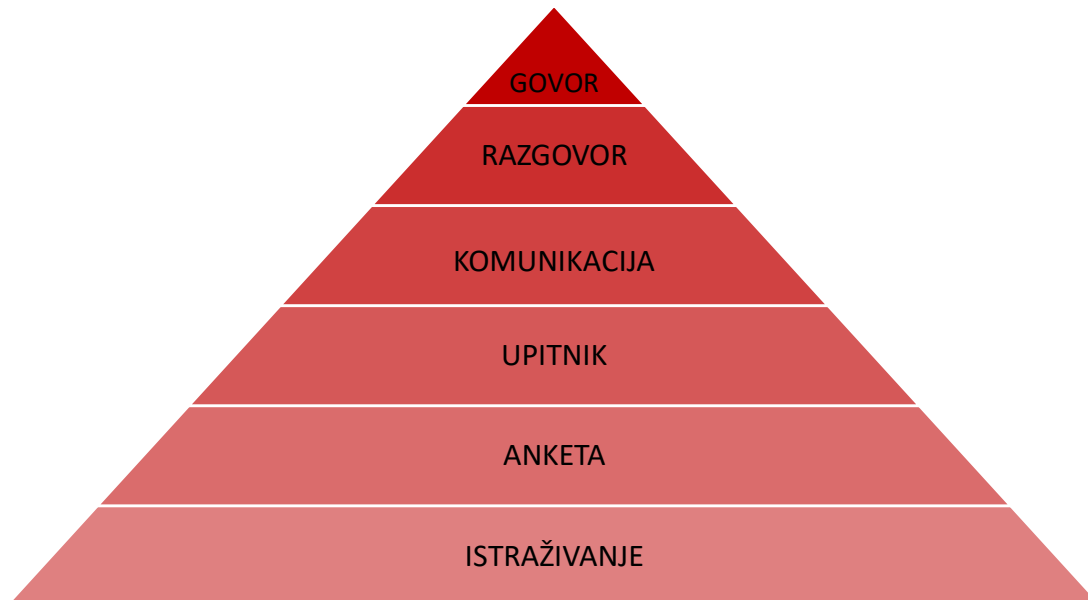 GOVOR
RAZGOVOR
KOMUNIKACIJA
UPITNIK
ANKETA
ISTRAŽIVANJE